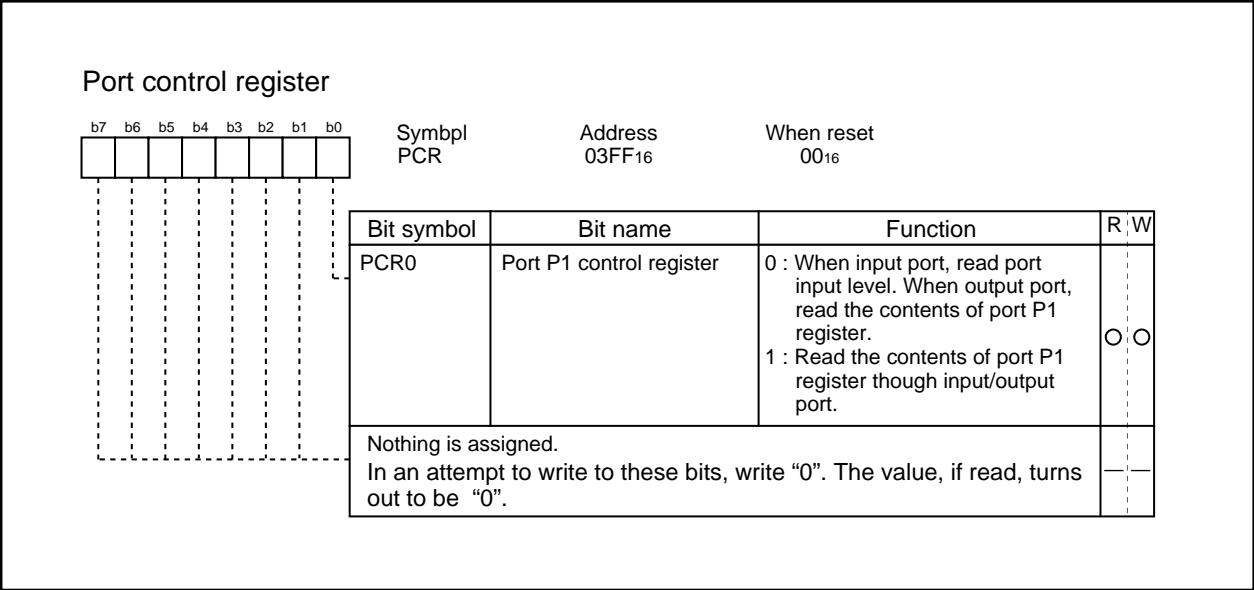 Port control register
b7 b6 b5 b4 b3 b2 b1 b0
Symbpl Address When reset
PCR 03FF16 0016
Bit symbol Bit name Function R W
PCR0 Port P1 control register 0 : When input port, read port
input level. When output port,
read the contents of port P1
register.
1 : Read the contents of port P1
register though input/output
port.
Nothing is assigned.
In an attempt to write to these bits, write “0”. The value, if read, turns
out to be “0”.